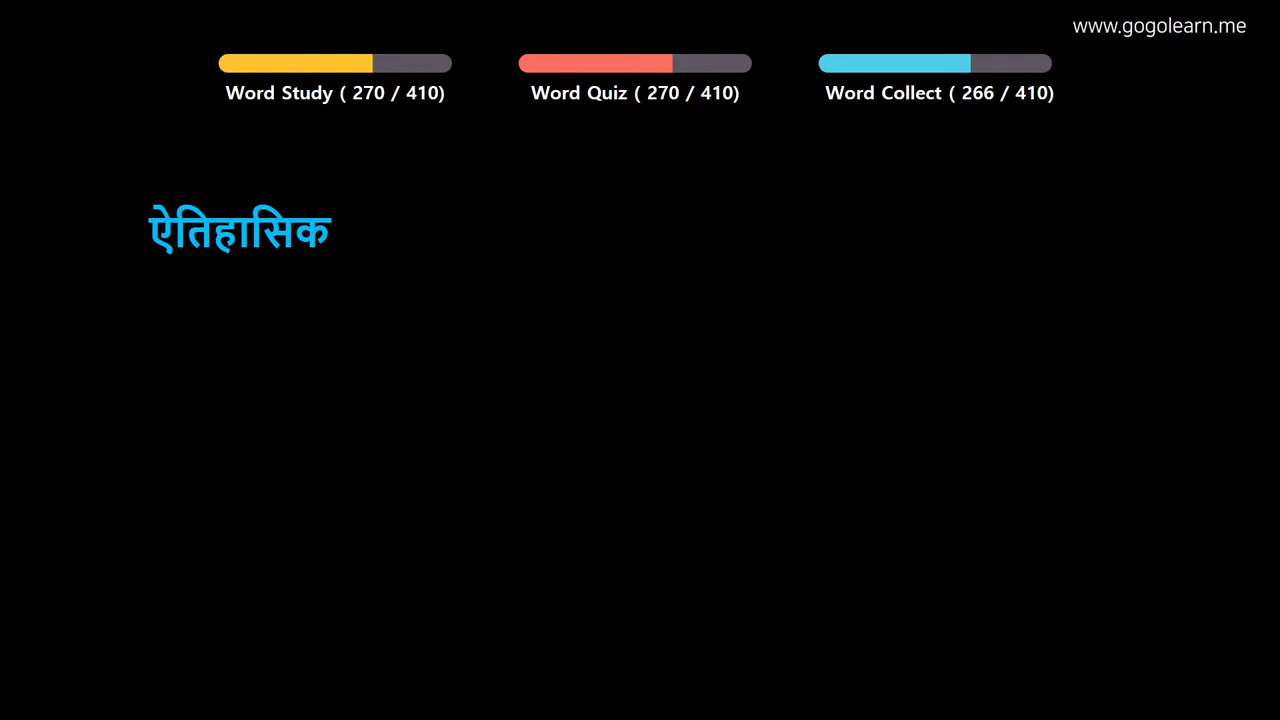 www.gogolearn.me
Word Study ( 270 / 410)
Word Quiz ( 270 / 410)
Word Collect ( 266 / 410)
ऐतिहासिक